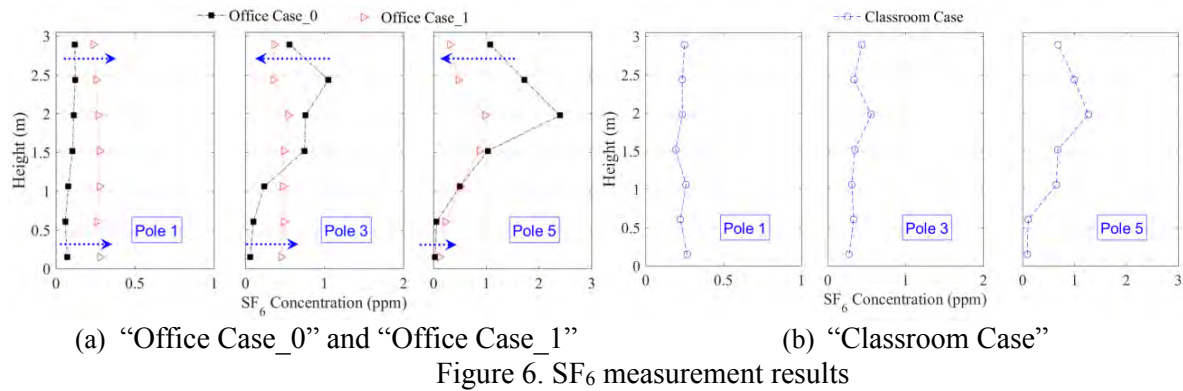 Office Case_0 Office Case_1 Classroom Case
3
2.5
2
1.5
1
0.5
0
Height (m)
Pole 1
0 0.5 1
Pole 3
0 1 2
Pole 5
0 1 2 3
SF6 Concentration (ppm)
3
2.5
2
1.5
1
0.5
0
Height (m)
Pole 1
0 0.5 1
Pole 3
0 1 2
Pole 5
0 1 2 3
SF6 Concentration (ppm)
(a) “Office Case_0” and “Office Case_1” (b) “Classroom Case”
Figure 6. SF6 measurement results